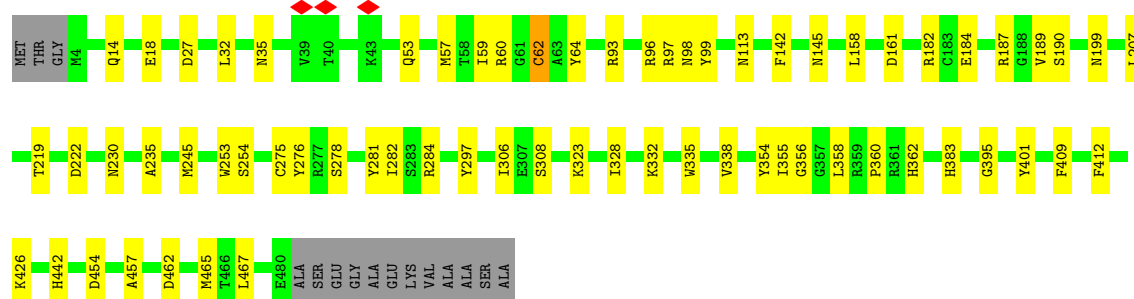 MET THR GLY M4 Q14 E18 D27 L32 N35 V39 T40 K43 Q53 M57 T58 I59 R60 G61 C62 A63 Y64 R93 R96 R97 N98 Y99 N113 F142 N145 L158 D161 R182 C183 E184 R187 G188 V189 S190 N199 L207
T219 D222 N230 A235 M245 W253 S254 C275 Y276 R277 S278 Y281 I282 S283 R284 Y297 I306 E307 S308 K323 I328 K332 W335 V338 Y354 I355 G356 G357 L358 R359 P360 R361 H362 H383 G395 Y401 F409 F412
K426 H442 D454 A457 D462 M465 T466 L467 E480 ALA SER GLU GLY ALA GLU LYS VAL ALA ALA SER ALA